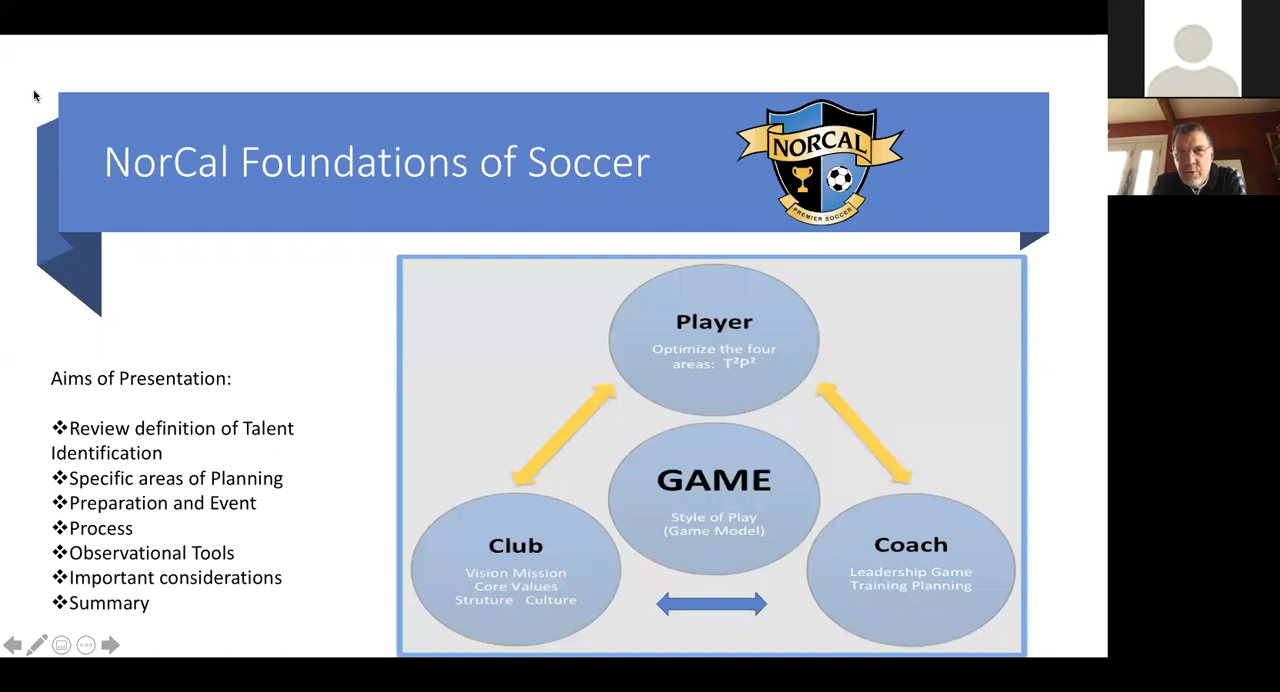 NorCal Foundations of Soccer
NORCAL
PREMIER SOCCER
Aims of Presentation:
❖Review definition of Talent
Identification
❖Specific areas of Planning
❖Preparation and Event
❖Process
❖Observational Tools
❖Important considerations
❖Summary
Player
Optimize the four
areas: T²P²
GAME
Style of Play
(Game Model)
Club
Vision Mission
Core Values
Struture Culture
Coach
Leadership Game
Training Planning